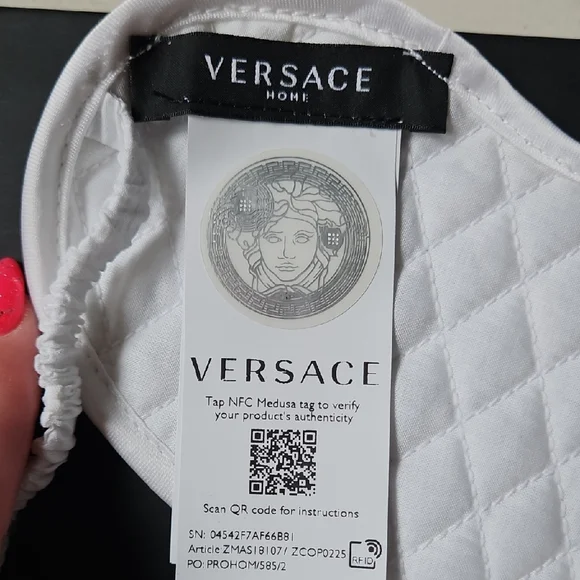 VERSACE
HOME
VERSACE
Tap NFC Medusa tag to verify
your product's authenticity
Scan QR code for instructions
SN: 04542F7AF66B81
Article ZMAS18107 / ZCOP0225
PO: PROHOM/585/2
RFID